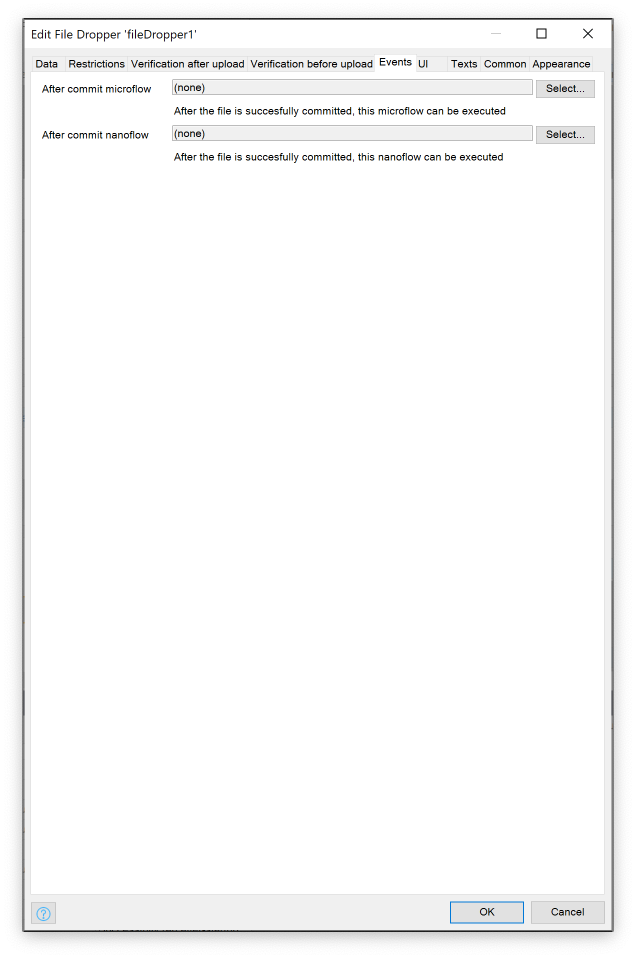 Edit File Dropper 'fileDropper1'
Data Restrictions Verification after upload Verification before upload Events UI Texts Common Appearance
After commit microflow (none) Select...
After the file is succesfully committed, this microflow can be executed
After commit nanoflow (none) Select...
After the file is succesfully committed, this nanoflow can be executed
? OK Cancel